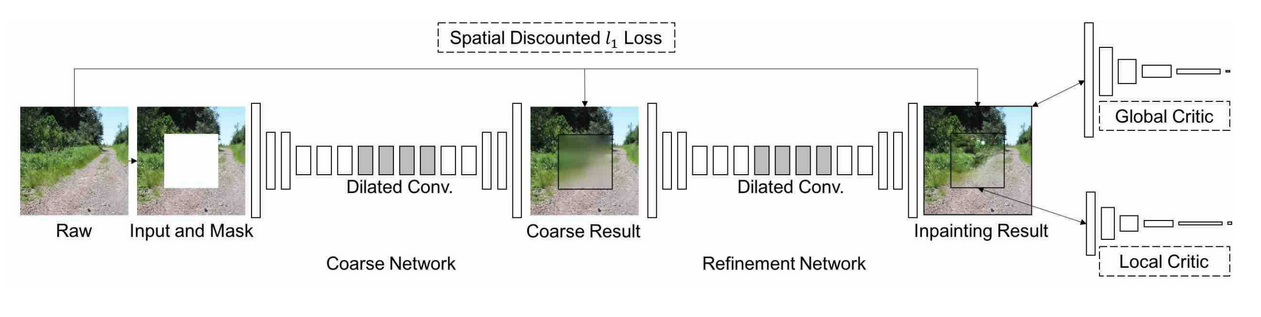 Spatial Discounted l₁ Loss
Global Critic
Dilated Conv.
Dilated Conv.
Raw
Input and Mask
Coarse Result
Inpainting Result
Coarse Network
Refinement Network
Local Critic